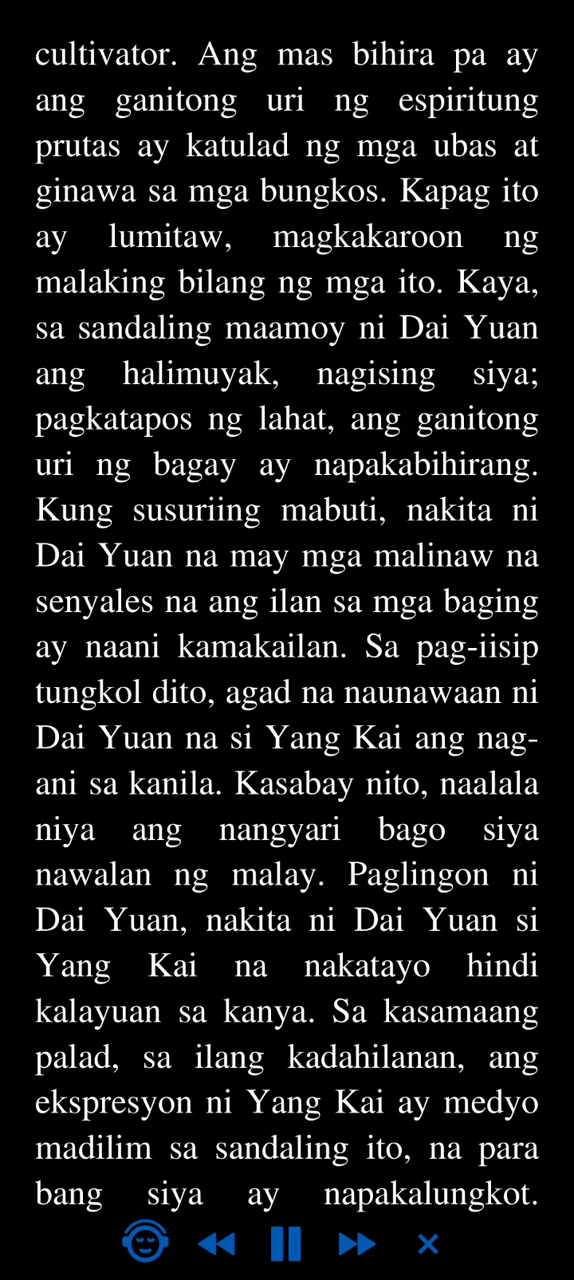 cultivator. Ang mas bihira pa ay
ang ganitong uri ng espiritung
prutas ay katulad ng mga ubas at
ginawa sa mga bungkos. Kapag ito
ay lumitaw, magkakaroon ng
malaking bilang ng mga ito. Kaya,
sa sandaling maamoy ni Dai Yuan
ang halimuyak, nagising siya;
pagkatapos ng lahat, ang ganitong
uri ng bagay ay napakabihirang.
Kung susuriing mabuti, nakita ni
Dai Yuan na may mga malinaw na
senyales na ang ilan sa mga baging
ay naani kamakailan. Sa pag-iisip
tungkol dito, agad na naunawaan ni
Dai Yuan na si Yang Kai ang nag-
ani sa kanila. Kasabay nito, naalala
niya ang nangyari bago siya
nawalan ng malay. Paglingon ni
Dai Yuan, nakita ni Dai Yuan si
Yang Kai na nakatayo hindi
kalayuan sa kanya. Sa kasamaang
palad, sa ilang kadahilanan, ang
ekspresyon ni Yang Kai ay medyo
madilim sa sandaling ito, na para
bang siya ay napakalungkot.